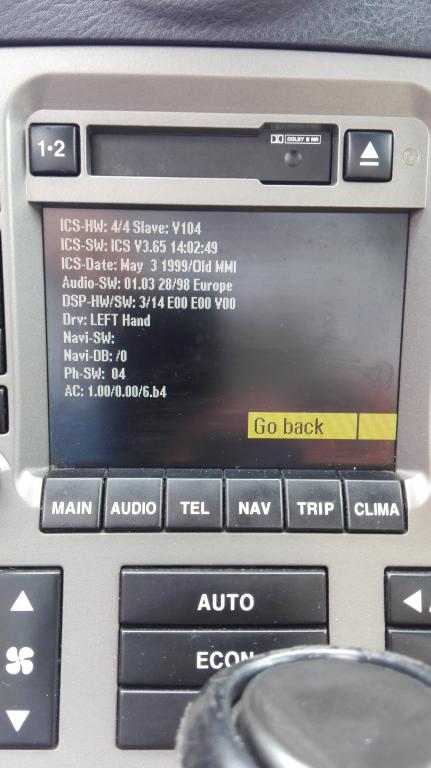 1•2
DOLBY B NR
ICS-HW: 4/4 Slave: V104
ICS-SW: ICS V3.65 14:02:49
ICS-Date: May 3 1999/Old MMI
Audio-SW: 01.03 28/98 Europe
DSP-HW/SW: 3/14 E00 E00 V00
Drv: LEFT Hand
Navi-SW:
Navi-DB: /0
Ph-SW: 04
AC: 1.00/0.00/6.b4
Go back
MAIN AUDIO TEL NAV TRIP CLIMA
AUTO
ECON